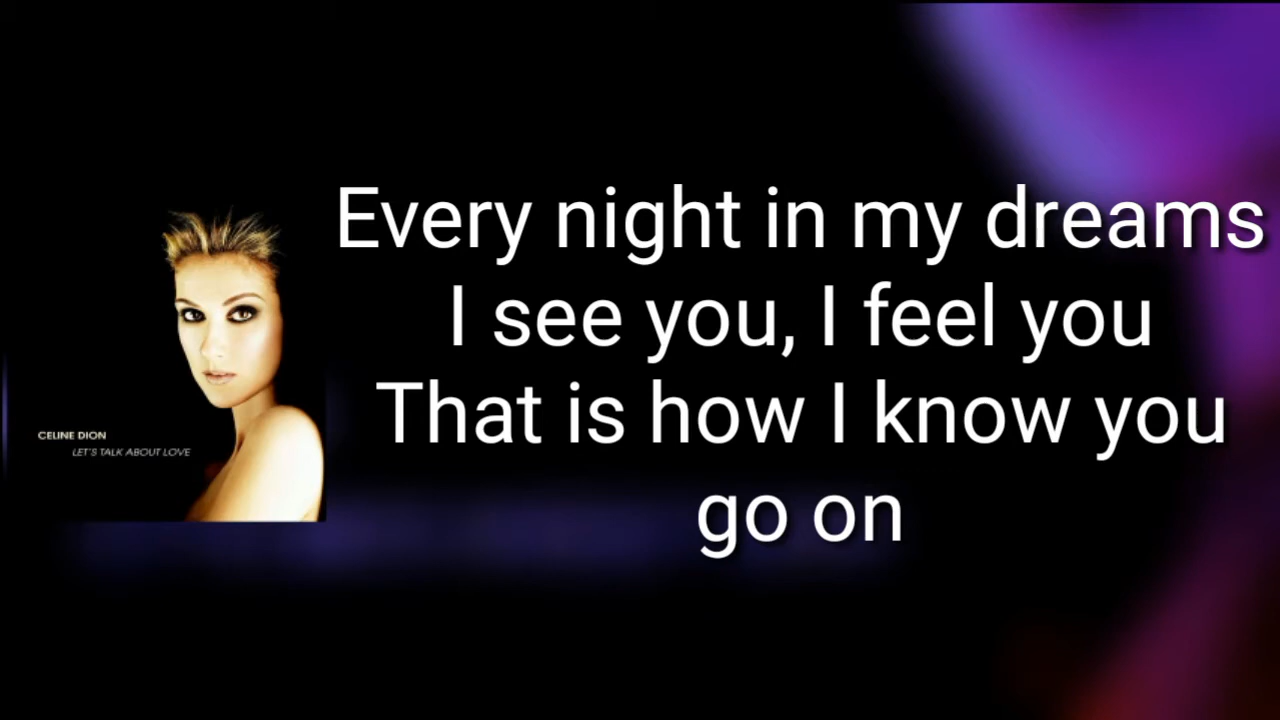 CELINE DION
LET'S TALK ABOUT LOVE
Every night in my dreams
I see you, I feel you
That is how I know you
go on